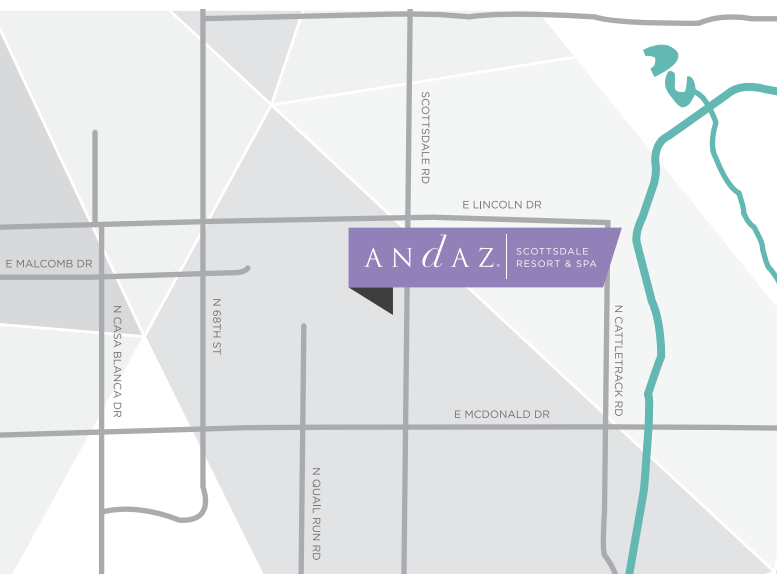 SCOTTSDALE RD
E LINCOLN DR
ANdAZ.
SCOTTSDALE
RESORT & SPA
E MALCOMB DR
N CASA BLANCA DR
N 68TH ST
N CATTLETRACK RD
E MCDONALD DR
N QUAIL RUN RD